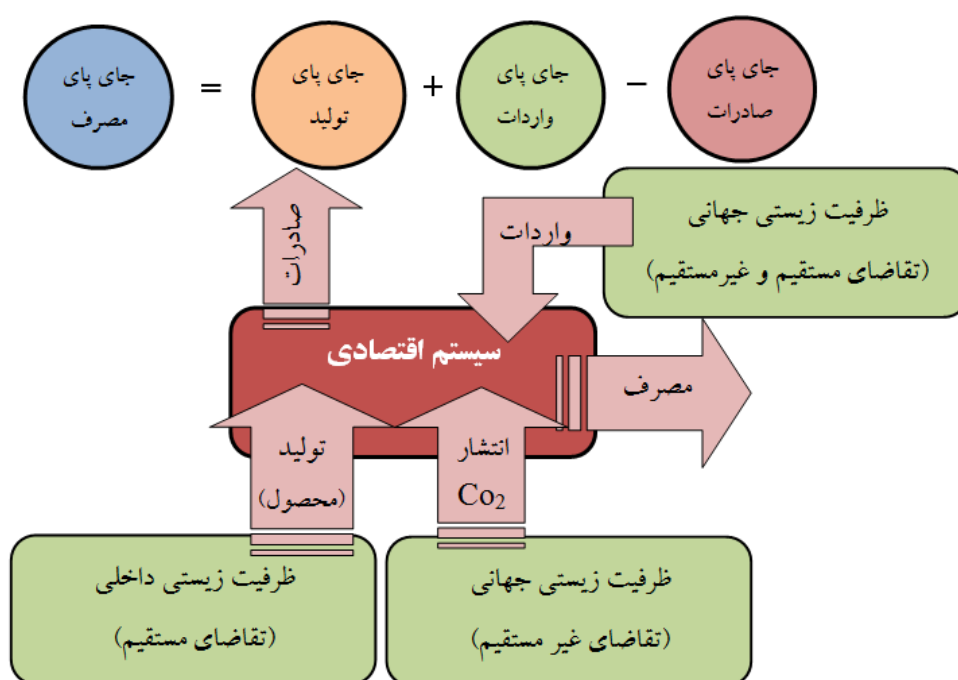 جای پای
مصرف
=
جای پای
تولید
+
جای پای
واردات
−
جای پای
صادرات
صادرات
واردات
ظرفیت زیستی جهانی
(تقاضای مستقیم و غیرمستقیم)
سیستم اقتصادی
مصرف
تولید
(محصول)
انتشار
Co₂
ظرفیت زیستی داخلی
(تقاضای مستقیم)
ظرفیت زیستی جهانی
(تقاضای غیر مستقیم)